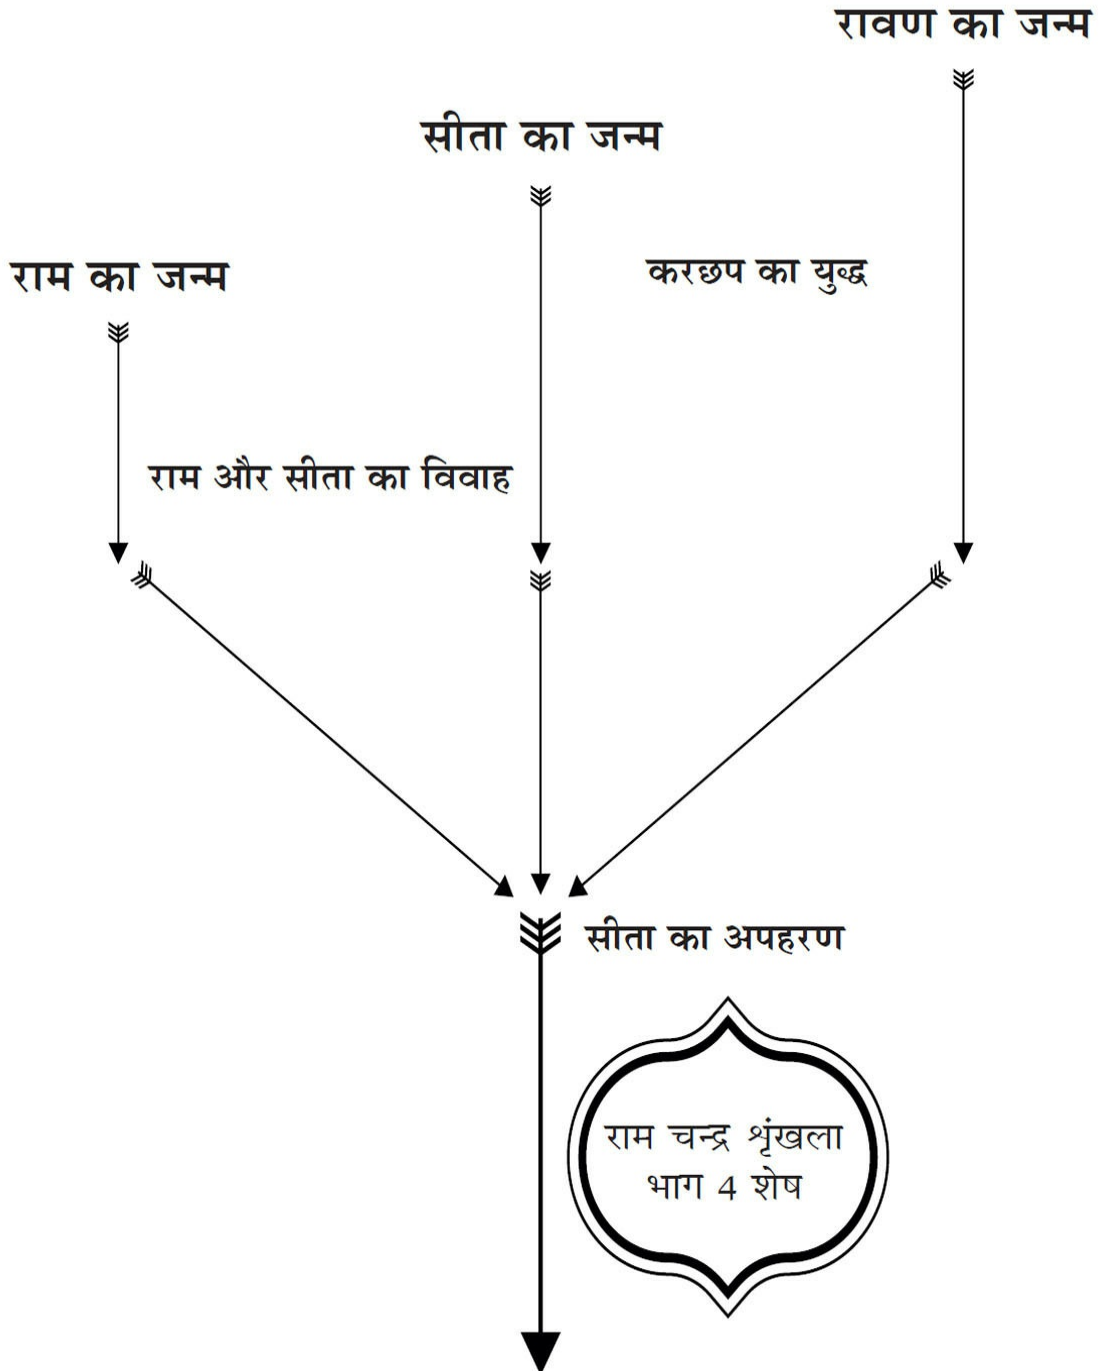 रावण का जन्म
सीता का जन्म
राम का जन्म
करछप का युद्ध
राम और सीता का विवाह
सीता का अपहरण
राम चन्द्र शृंखला
भाग 4 शेष